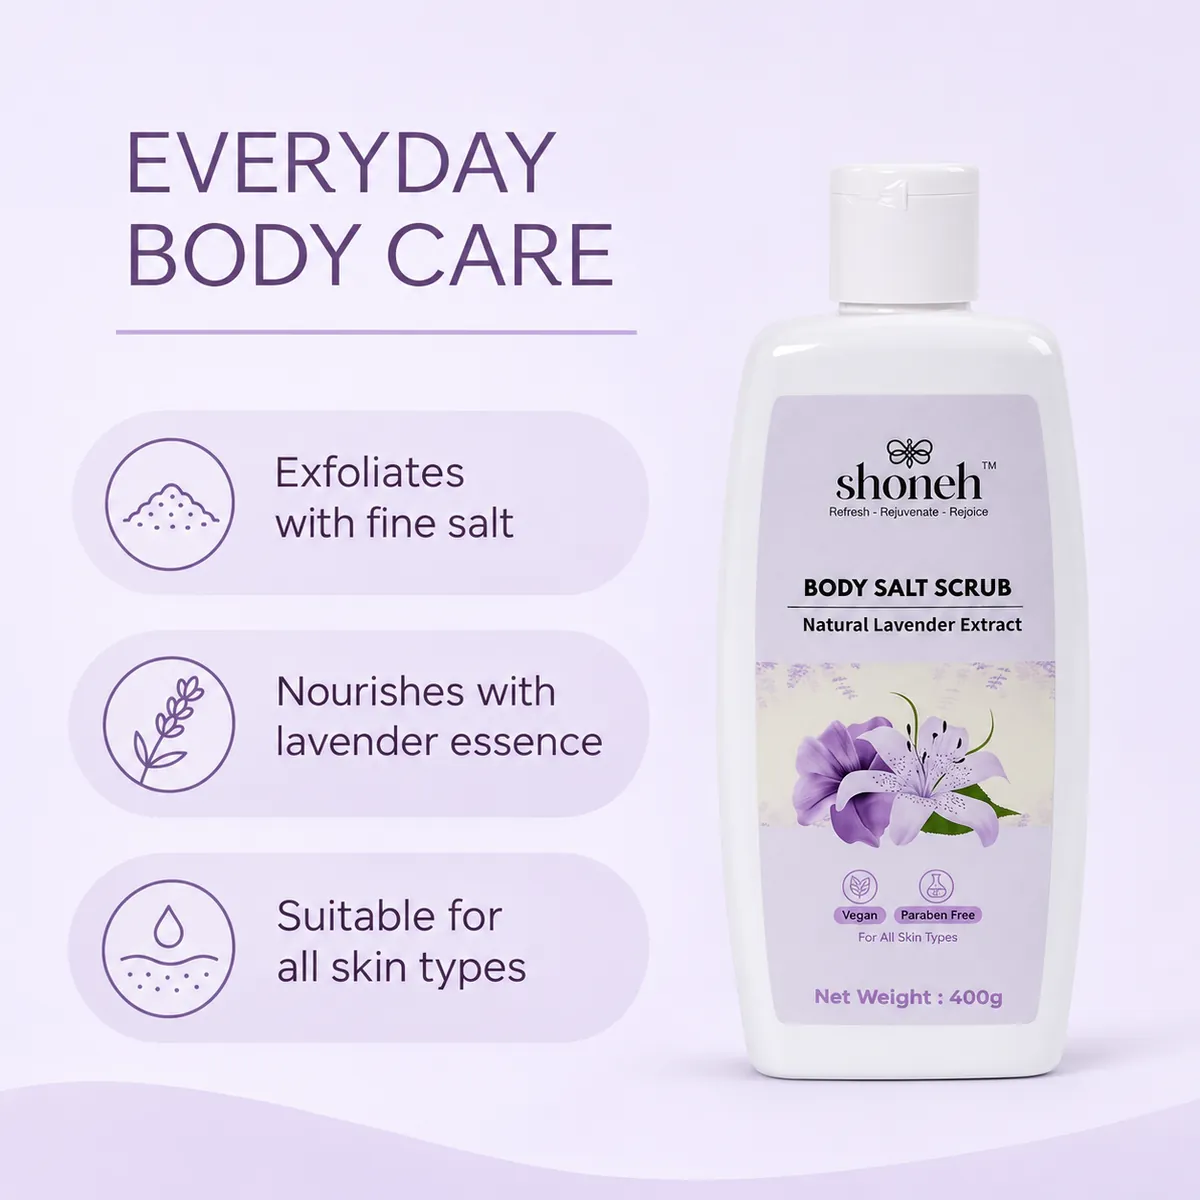 EVERYDAY
BODY CARE
Exfoliates
with fine salt
Nourishes with
lavender essence
Suitable for
all skin types
shoneh™
Refresh - Rejuvenate - Rejoice
BODY SALT SCRUB
Natural Lavender Extract
Vegan
Paraben Free
For All Skin Types
Net Weight : 400g